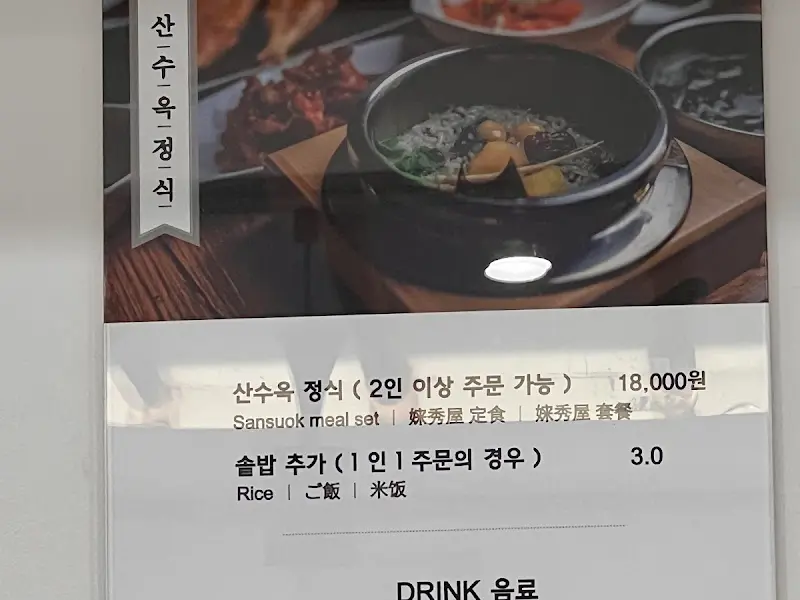 산수옥정식
산수옥 정식 ( 2인 이상 주문 가능 ) 18,000원
Sansuok meal set | 姝秀屋 定食 | 姝秀屋 套餐
솥밥 추가 ( 1 인 1 주문의 경우 ) 3.0
Rice | ご飯 | 米饭
DRINK 음료